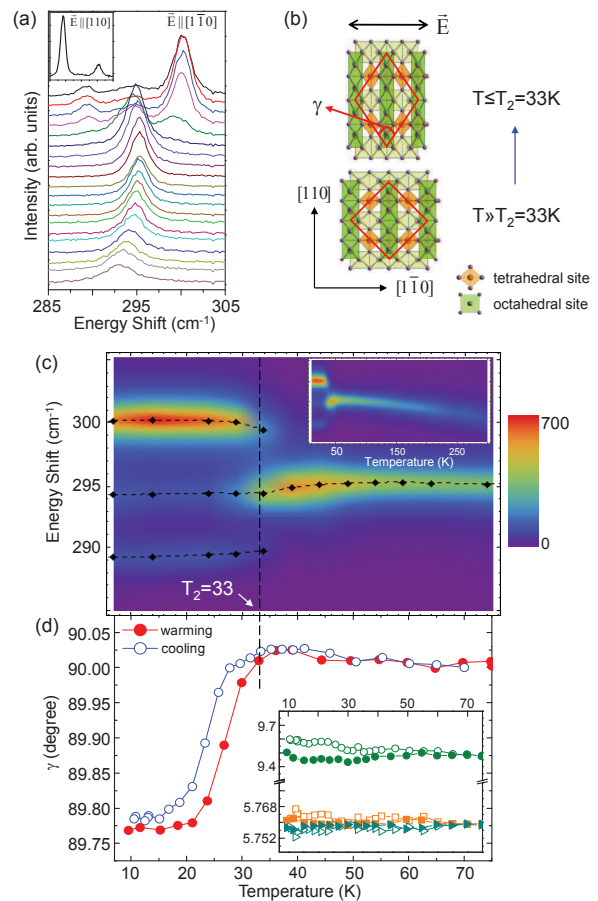 (a)
E⃗ ∥ [110]
E⃗∥[11̄0]
Intensity (arb. units)
285
295
305
Energy Shift (cm⁻¹)
(b)
E⃗
γ
T≤T₂=33K
[110]
T»T₂=33K
[11̄0]
tetrahedral site
octahedral site
(c)
Energy Shift (cm⁻¹)
300
295
290
50
150
250
Temperature (K)
700
0
T₂=33
(d)
warming
cooling
γ (degree)
90.05
90.00
89.95
89.90
89.85
89.80
89.75
10 20 30 40 50 60 70
9.7
9.4
5.768
5.752
10 20 30 40 50 60 70
Temperature (K)